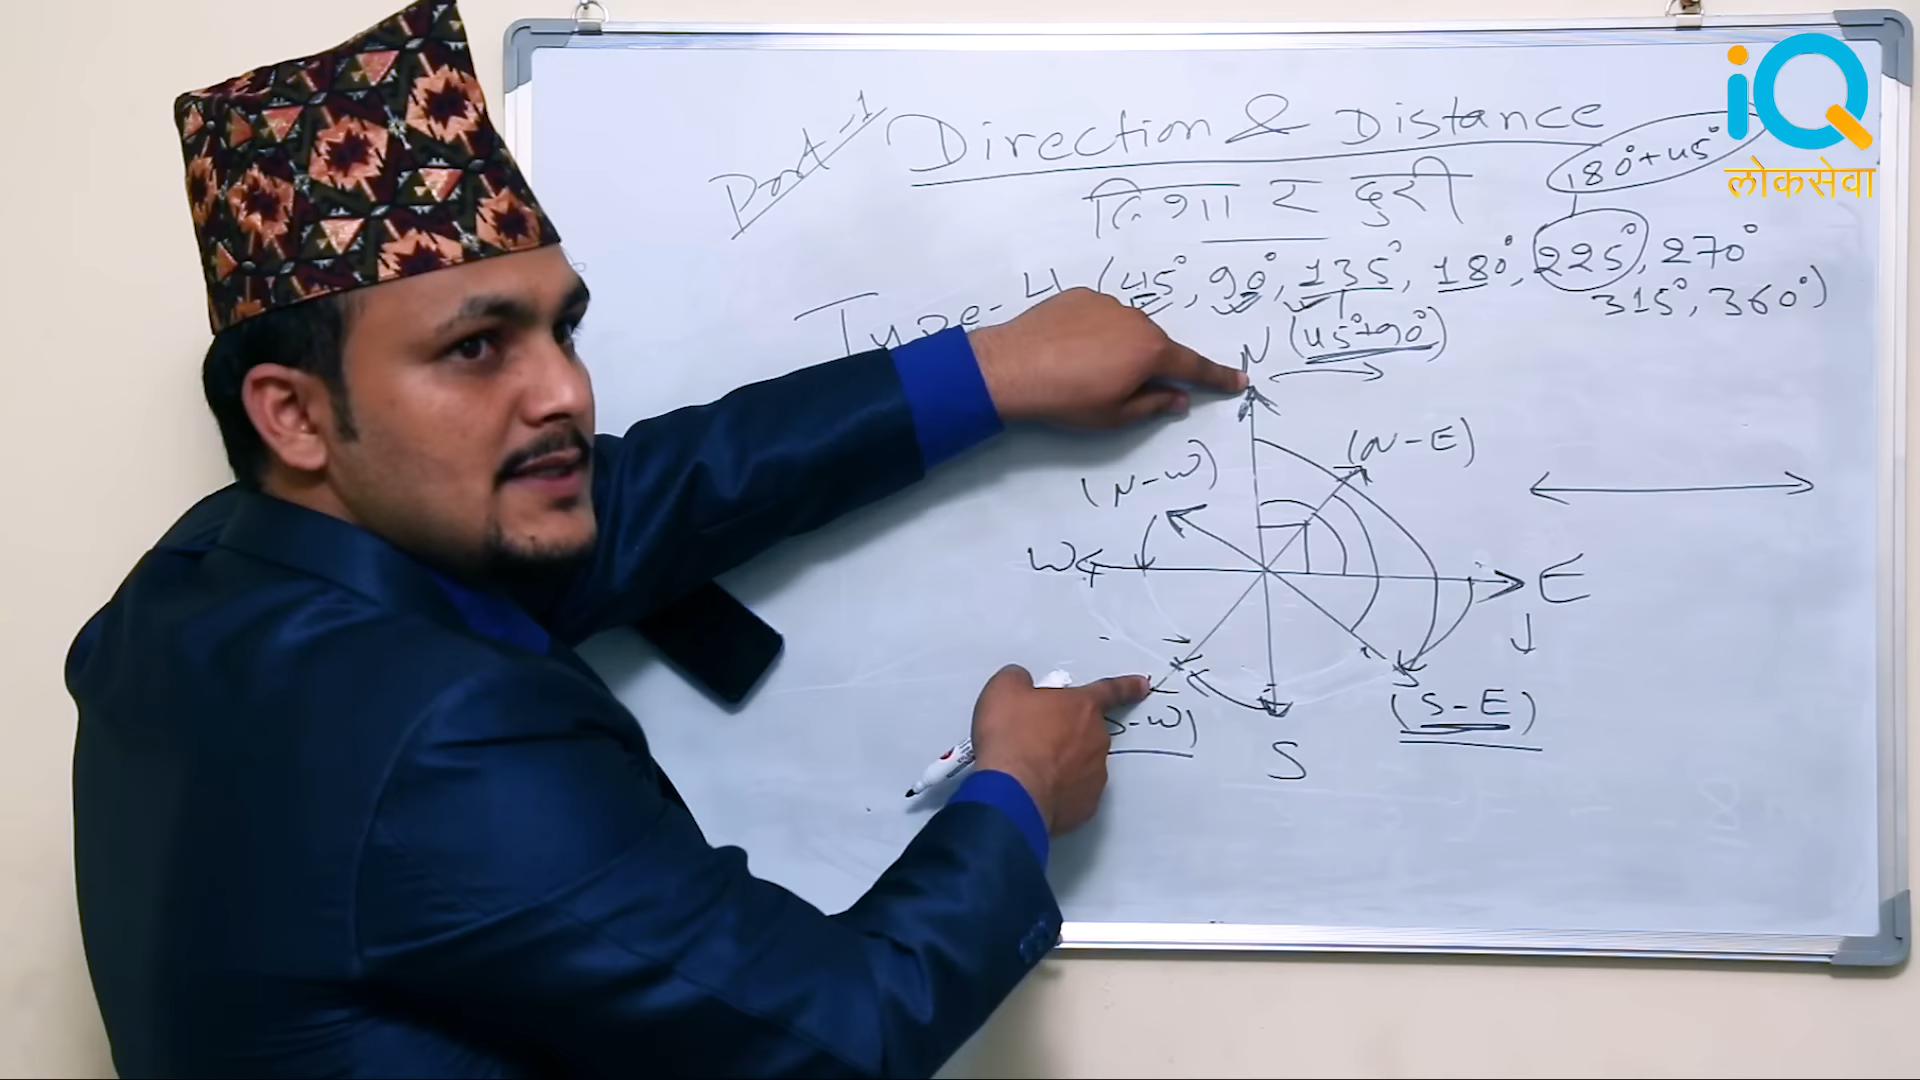 iQ
लोकसेवा
Part-1
Direction & Distance
180°+45°
दिशा र दुरी
Type-4 (45°, 90°, 135°, 180°, 225°, 270°
315°, 360°)
N (45°+90°)
(N-E)
(N-W)
W
E
(S-E)
S-W)
S